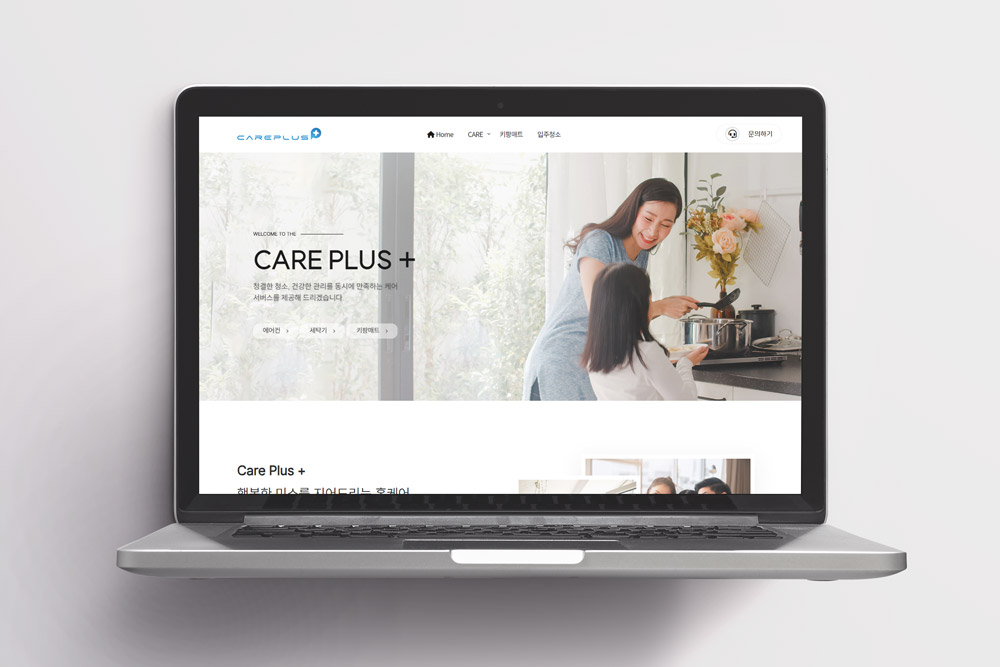 CAREPLUS
Home CARE 키팡매트 입주청소 문의하기
WELCOME TO THE
CARE PLUS +
청결한 청소, 건강한 관리를 동시에 만족하는 케어
서비스를 제공해 드리겠습니다.
에어컨 › 세탁기 › 키팡매트 ›
Care Plus +
행복한 미소를 지어드리는 홈케어